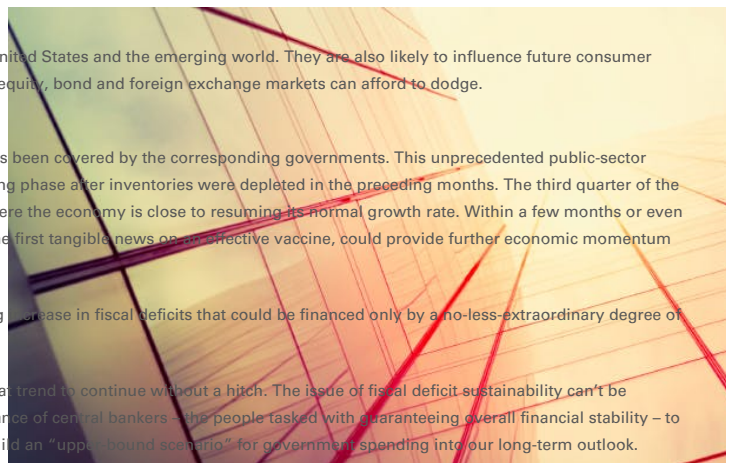 nited States and the emerging world. They are also likely to influence future consumer
equity, bond and foreign exchange markets can afford to dodge.
s been covered by the corresponding governments. This unprecedented public-sector
ng phase after inventories were depleted in the preceding months. The third quarter of the
ere the economy is close to resuming its normal growth rate. Within a few months or even
e first tangible news on an effective vaccine, could provide further economic momentum
g increase in fiscal deficits that could be financed only by a no-less-extraordinary degree of
at trend to continue without a hitch. The issue of fiscal deficit sustainability can’t be
ance of central bankers – the people tasked with guaranteeing overall financial stability – to
ild an “upper-bound scenario” for government spending into our long-term outlook.